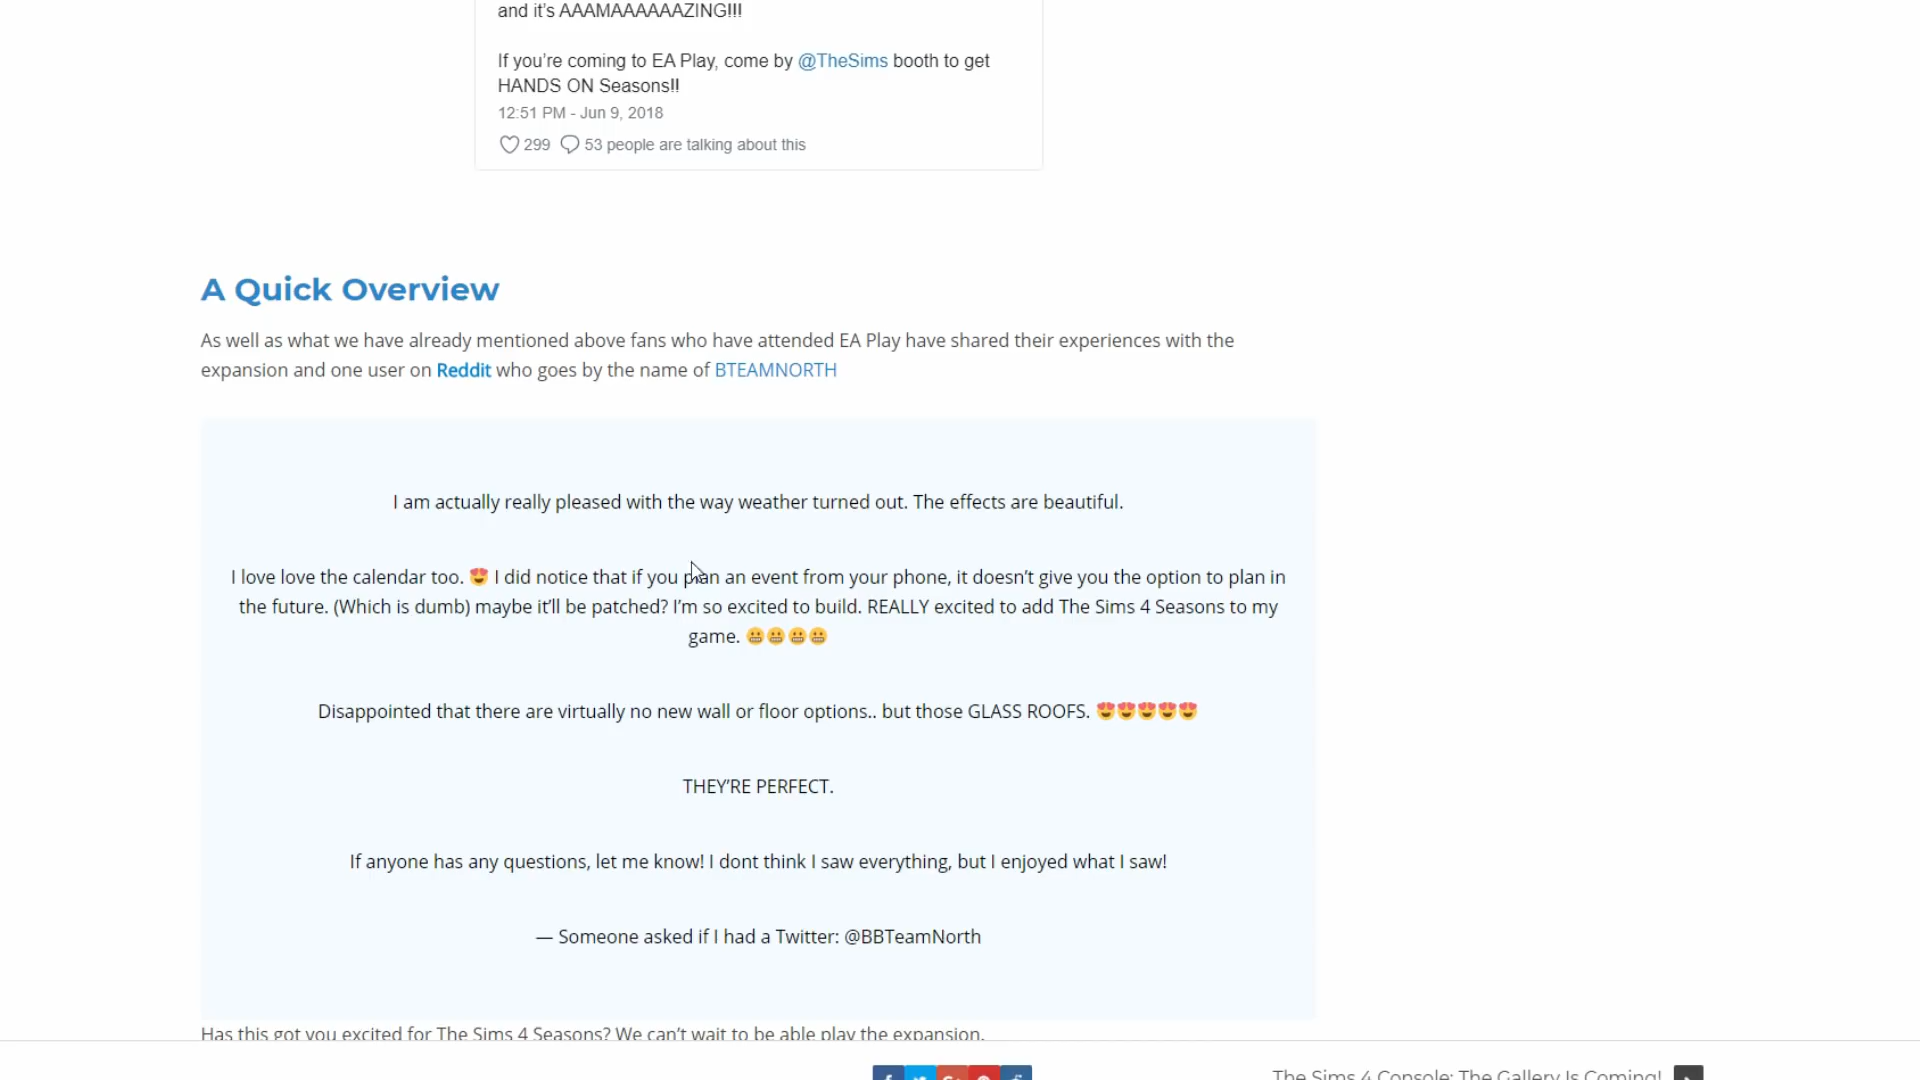 and it's AAAMAAAAAAZING!!!
If you're coming to EA Play, come by @TheSims booth to get
HANDS ON Seasons!!
12:51 PM - Jun 9, 2018
299 53 people are talking about this
A Quick Overview
As well as what we have already mentioned above fans who have attended EA Play have shared their experiences with the
expansion and one user on Reddit who goes by the name of BTEAMNORTH
I am actually really pleased with the way weather turned out. The effects are beautiful.
I love love the calendar too. 😍 I did notice that if you plan an event from your phone, it doesn't give you the option to plan in
the future. (Which is dumb) maybe it'll be patched? I'm so excited to build. REALLY excited to add The Sims 4 Seasons to my
game. 😬😬😬😬
Disappointed that there are virtually no new wall or floor options.. but those GLASS ROOFS. 😍😍😍😍😍
THEY'RE PERFECT.
If anyone has any questions, let me know! I dont think I saw everything, but I enjoyed what I saw!
— Someone asked if I had a Twitter: @BBTeamNorth
Has this got you excited for The Sims 4 Seasons? We can't wait to be able play the expansion.
The Sims 4 Console: The Gallery Is Coming!